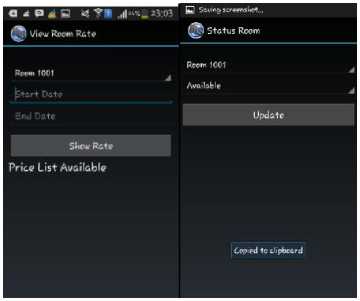 23:03
View Room Rate
Room 1001
Start Date
End Date
Show Rate
Price List Available
Saving screenshot...
Status Room
Room 1001
Available
Update
Copied to clipboard